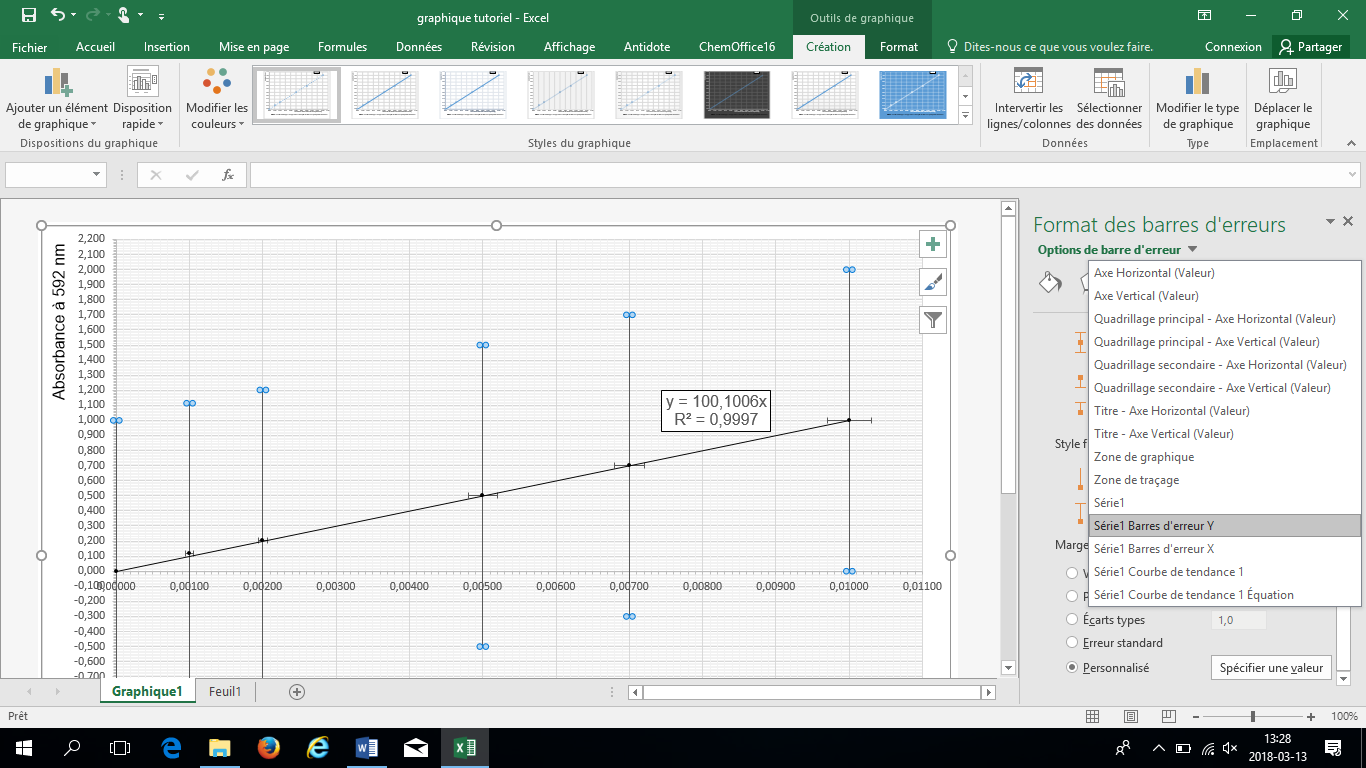 graphique tutoriel - Excel
Outils de graphique
Fichier Accueil Insertion Mise en page Formules Données Révision Affichage Antidote ChemOffice16 Création Format Dites-nous ce que vous voulez faire. Connexion Partager
Ajouter un élément de graphique
Disposition rapide
Dispositions du graphique
Modifier les couleurs
Styles du graphique
Intervertir les lignes/colonnes
Sélectionner des données
Données
Modifier le type de graphique
Type
Déplacer le graphique
Emplacement
fx
Absorbance à 592 nm
2,200
2,100
2,000
1,900
1,800
1,700
1,600
1,500
1,400
1,300
1,200
1,100
1,000
0,900
0,800
0,700
0,600
0,500
0,400
0,300
0,200
0,100
0,000
-0,100
-0,200
-0,300
-0,400
-0,500
-0,600
-0,700
0,00000 0,00100 0,00200 0,00300 0,00400 0,00500 0,00600 0,00700 0,00800 0,00900 0,01000 0,01100
y = 100,1006x
R² = 0,9997
Format des barres d'erreurs
Options de barre d'erreur
Axe Horizontal (Valeur)
Axe Vertical (Valeur)
Quadrillage principal - Axe Horizontal (Valeur)
Quadrillage principal - Axe Vertical (Valeur)
Quadrillage secondaire - Axe Horizontal (Valeur)
Quadrillage secondaire - Axe Vertical (Valeur)
Titre - Axe Horizontal (Valeur)
Titre - Axe Vertical (Valeur)
Zone de graphique
Zone de traçage
Série1
Série1 Barres d'erreur Y
Série1 Barres d'erreur X
Série1 Courbe de tendance 1
Série1 Courbe de tendance 1 Équation
Style f
Marge
Écarts types 1,0
Erreur standard
Personnalisé Spécifier une valeur
Graphique1 Feuil1
Prêt
100%
13:28
2018-03-13